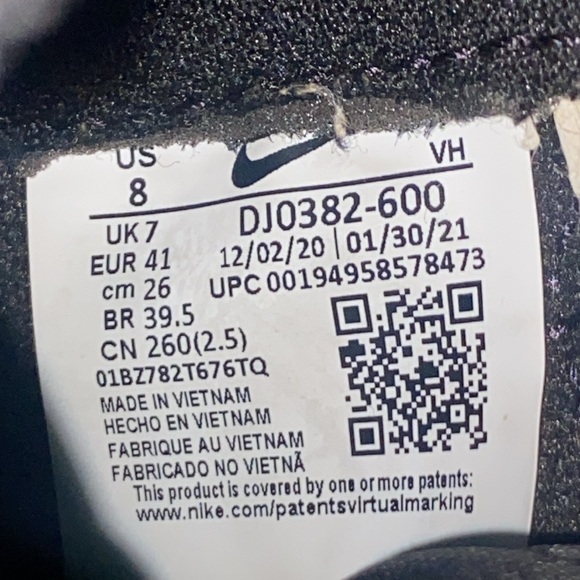 US
VH
8
DJ0382-600
UK 7
12/02/20 | 01/30/21
EUR 41
UPC 00194958578473
cm 26
BR 39.5
CN 260(2.5)
01BZ782T676TQ
MADE IN VIETNAM
HECHO EN VIETNAM
FABRIQUE AU VIETNAM
FABRICADO NO VIETNÃ
This product is covered by one or more patents:
www.nike.com/patentsvirtualmarking